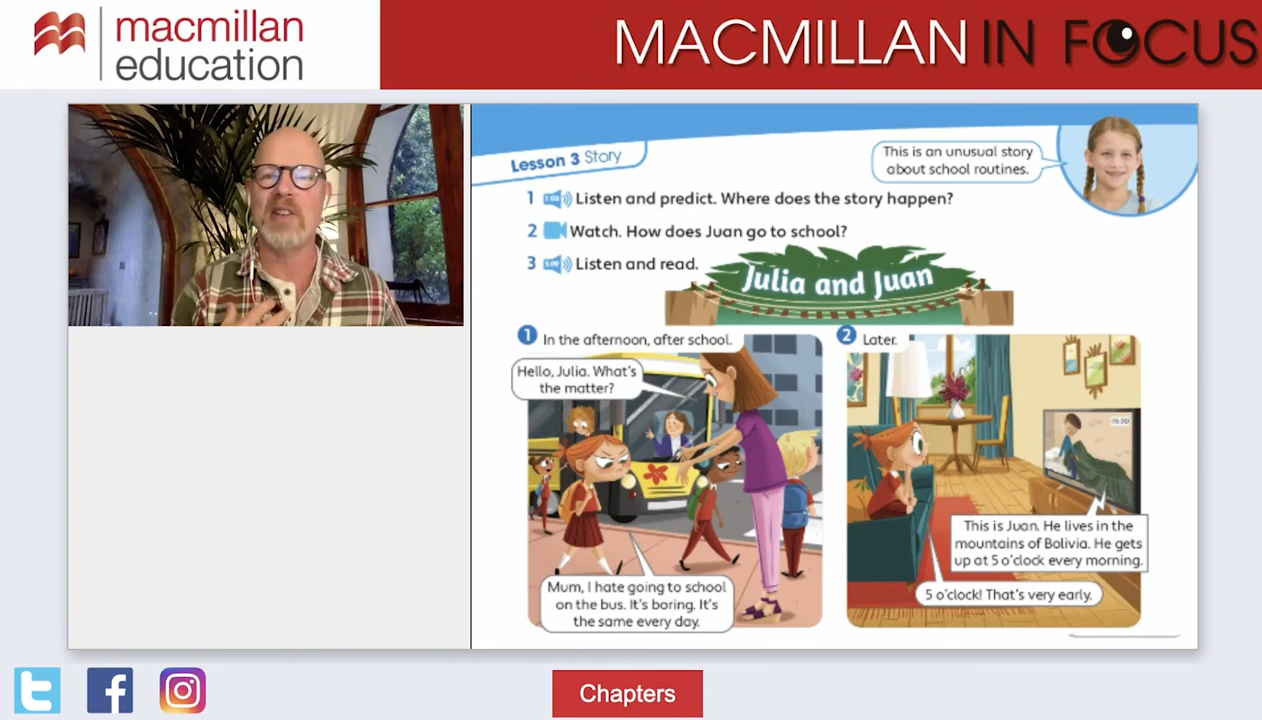 macmillan
education
MACMILLAN IN FOCUS
Lesson 3 Story
This is an unusual story
about school routines.
1 Listen and predict. Where does the story happen?
2 Watch. How does Juan go to school?
3 Listen and read.
Julia and Juan
1 In the afternoon, after school.
Hello, Julia. What's
the matter?
Mum, I hate going to school
on the bus. It's boring. It's
the same every day.
2 Later.
This is Juan. He lives in the
mountains of Bolivia. He gets
up at 5 o'clock every morning.
5 o'clock! That's very early.
Chapters